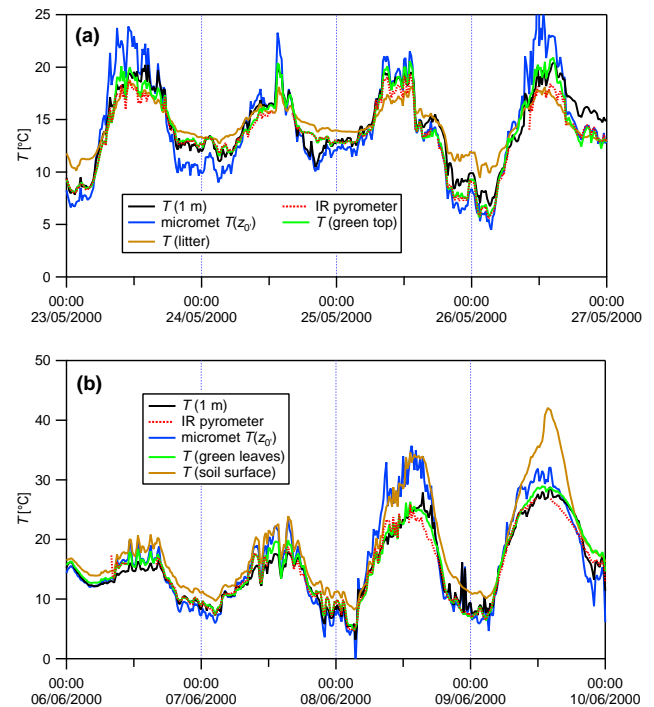 (a)
25
20
15
10
5
0
T [°C]
T (1 m)
micromet T(z0')
T (litter)
IR pyrometer
T (green top)
00:00 00:00 00:00 00:00 00:00
23/05/2000 24/05/2000 25/05/2000 26/05/2000 27/05/2000
(b)
50
40
30
20
10
0
T [°C]
T (1 m)
IR pyrometer
micromet T(z0')
T (green leaves)
T (soil surface)
00:00 00:00 00:00 00:00 00:00
06/06/2000 07/06/2000 08/06/2000 09/06/2000 10/06/2000